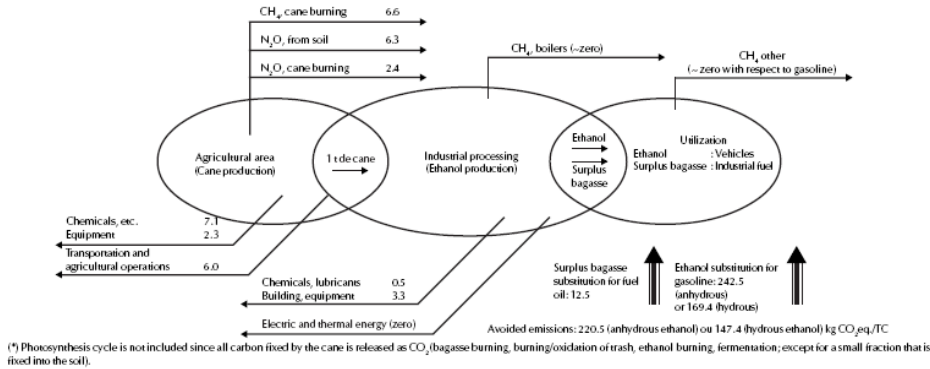 CH₄, cane burning 6.6
N₂O, from soil 6.3
N₂O, cane burning 2.4
CH₄, boilers (~zero)
CH₄ other
(~ zero with respect to gasoline)
Agricultural area
(Cane production)
1 t de cane
Industrial processing
(Ethanol production)
Ethanol
Surplus
bagasse
Utilization
Ethanol : Vehicles
Surplus bagasse : Industrial fuel
Chemicals, etc. 7.1
Equipment 2.3
Transportation and
agricultural operations 6.0
Chemicals, lubricants 0.5
Building, equipment 3.3
Electric and thermal energy (zero)
Surplus bagasse
substitution for fuel
oil: 12.5
Ethanol substitution for
gasoline: 242.5
(anhydrous)
or 169.4 (hydrous)
Avoided emissions: 220.5 (anhydrous ethanol) ou 147.4 (hydrous ethanol) kg CO₂eq./TC
(*) Photosynthesis cycle is not included since all carbon fixed by the cane is released as CO₂(bagasse burning, burning/oxidation of trash, ethanol burning, fermentation; except for a small fraction that is
fixed into the soil).